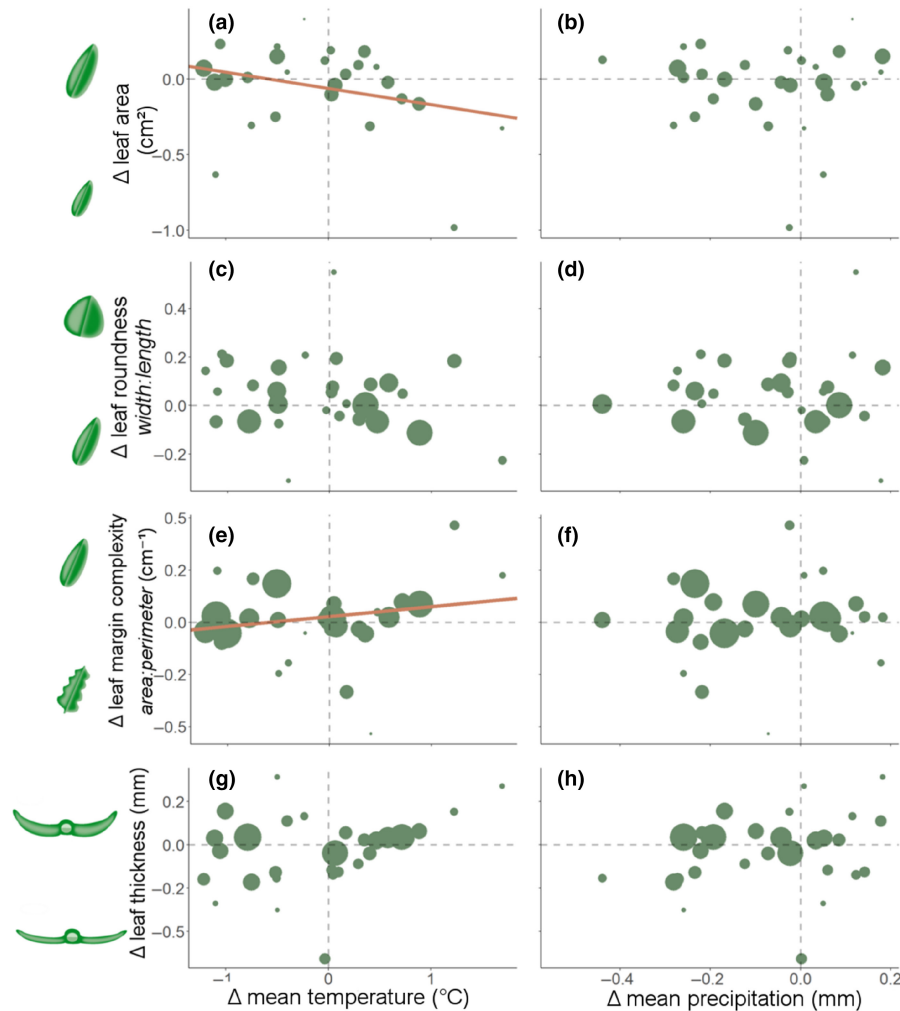 (a)
(b)
0.0
−0.5
−1.0
Δ leaf area
(cm²)
(c)
(d)
0.4
0.2
0.0
−0.2
Δ leaf roundness
width:length
(e)
(f)
0.5
0.2
0.0
−0.2
−0.5
Δ leaf margin complexity
area:perimeter (cm⁻¹)
(g)
(h)
0.2
0.0
−0.2
−0.5
Δ leaf thickness (mm)
−1 0 1
−0.4 −0.2 0.0 0.2
Δ mean temperature (°C)
Δ mean precipitation (mm)